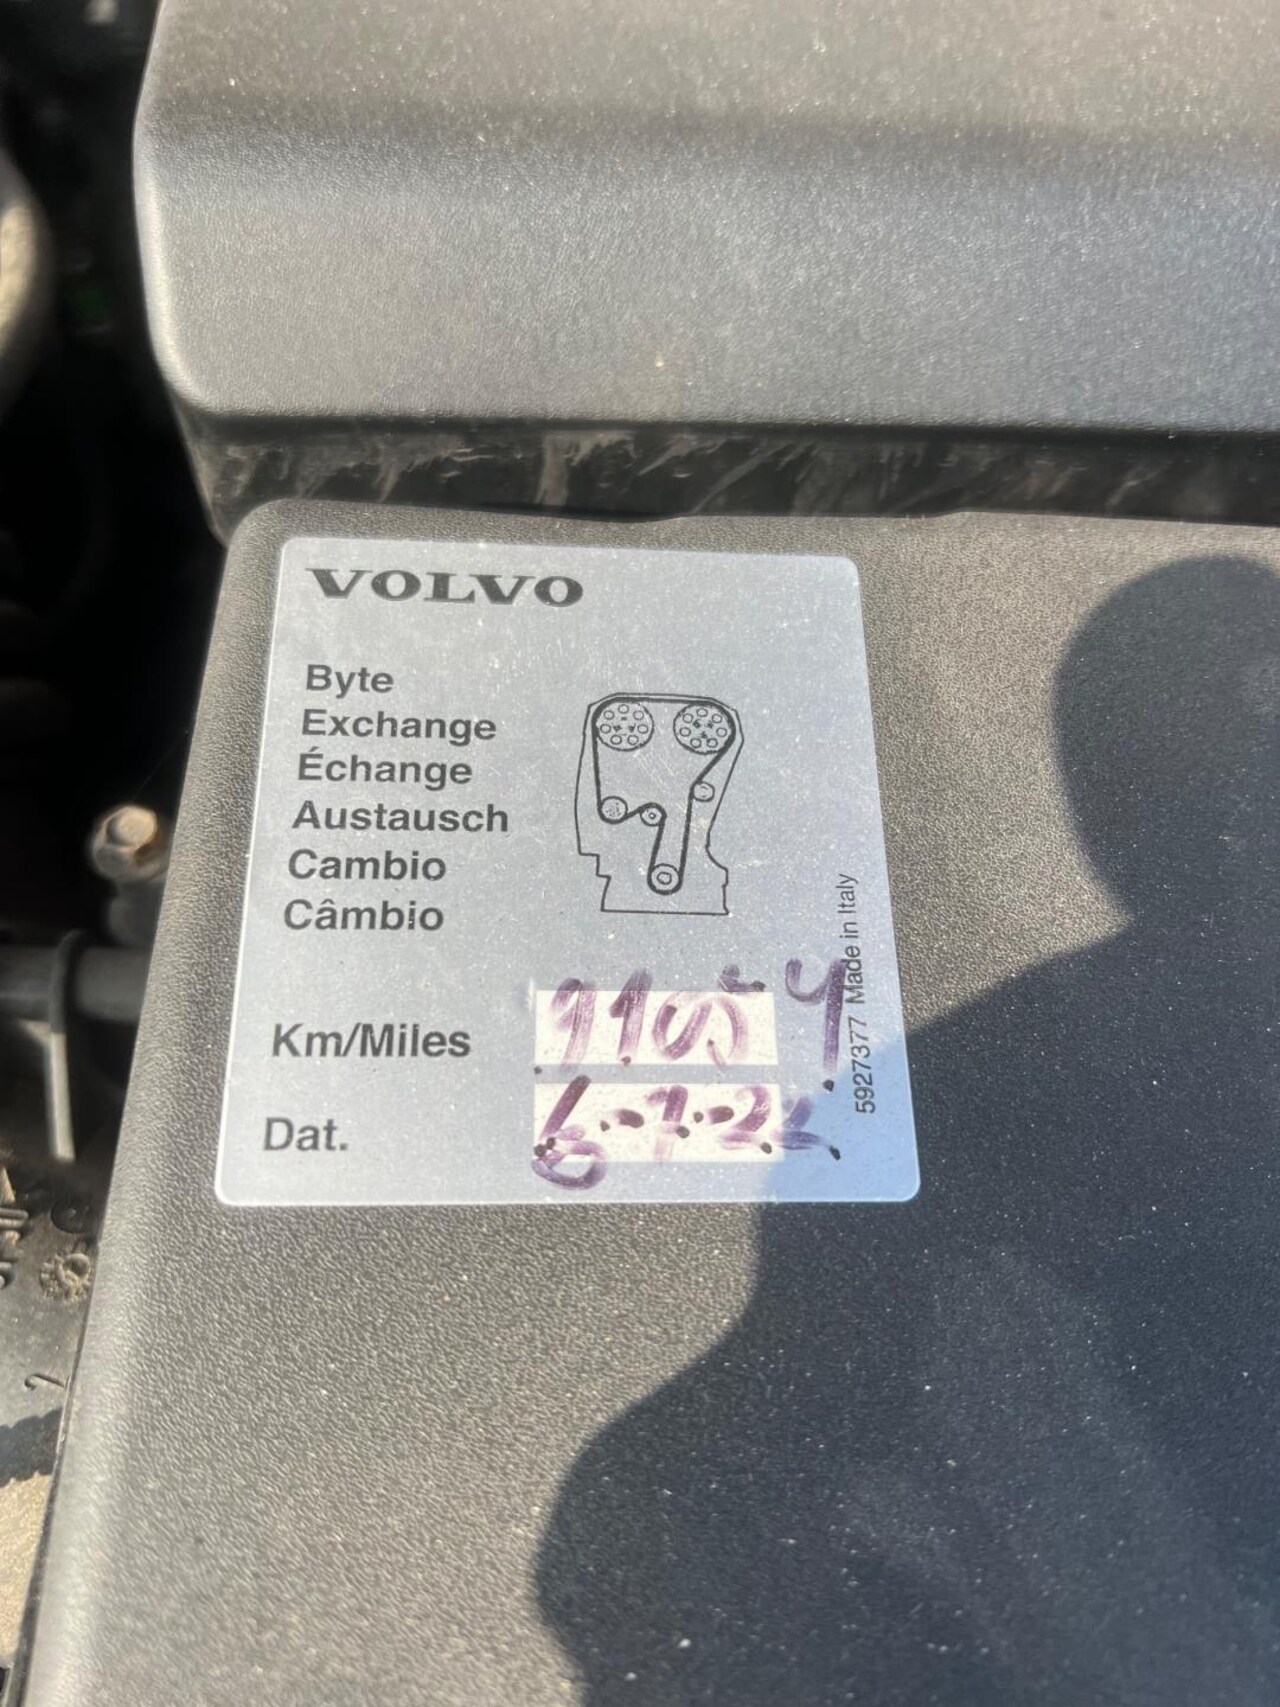 VOLVO
Byte
Exchange
Échange
Austausch
Cambio
Câmbio
Km/Miles
Dat.
5927377 Made in Italy